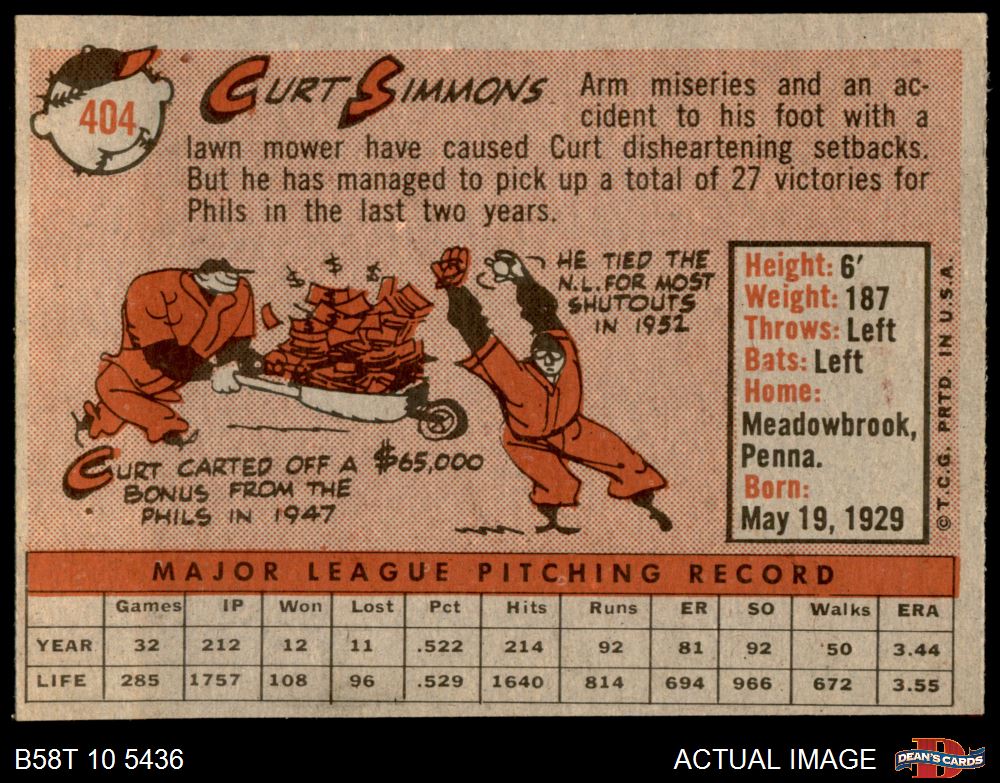 404
CURT SIMMONS
Arm miseries and an ac-
cident to his foot with a
lawn mower have caused Curt disheartening setbacks.
But he has managed to pick up a total of 27 victories for
Phils in the last two years.
$ $ $
HE TIED THE
N.L. FOR MOST
SHUTOUTS
IN 1952
CURT CARTED OFF A $65,000
BONUS FROM THE
PHILS IN 1947
Height: 6'
Weight: 187
Throws: Left
Bats: Left
Home:
Meadowbrook,
Penna.
Born:
May 19, 1929
© T.C.G. PRTD. IN U.S.A.
MAJOR LEAGUE PITCHING RECORD
Games IP Won Lost Pct Hits Runs ER SO Walks ERA
YEAR 32 212 12 11 .522 214 92 81 92 50 3.44
LIFE 285 1757 108 96 .529 1640 814 694 966 672 3.55
B58T 10 5436
ACTUAL IMAGE
D
DEAN'S CARDS